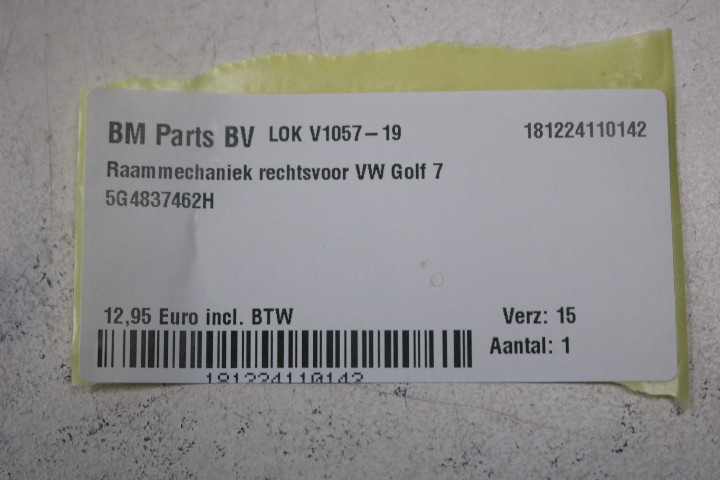 BM Parts BV LOK V1057-19 181224110142
Raammechaniek rechtsvoor VW Golf 7
5G4837462H
12,95 Euro incl. BTW Verz: 15
Aantal: 1
181224110142